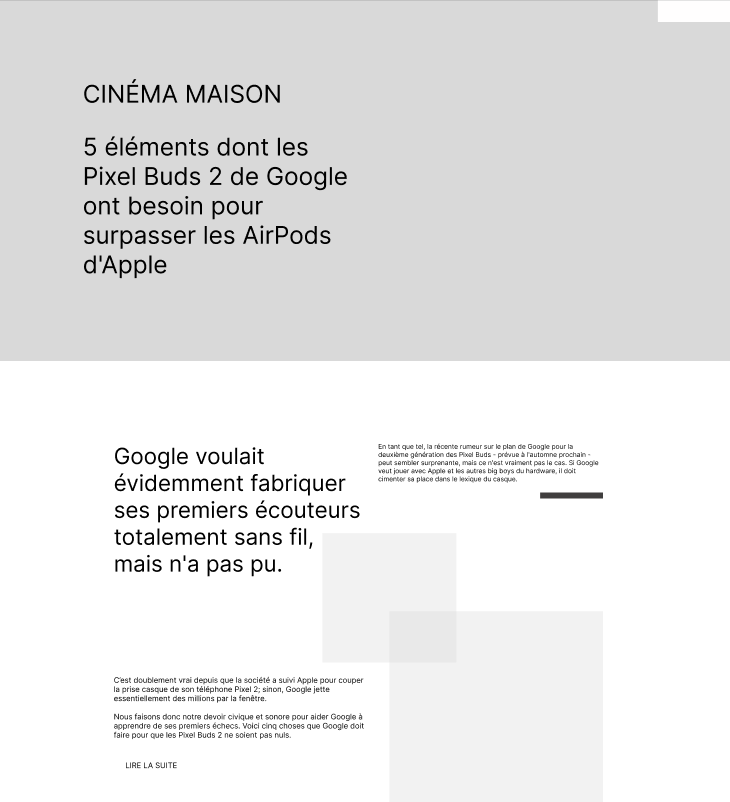 CINÉMA MAISON
5 éléments dont les
Pixel Buds 2 de Google
ont besoin pour
surpasser les AirPods
d'Apple
Google voulait
évidemment fabriquer
ses premiers écouteurs
totalement sans fil,
mais n'a pas pu.
En tant que tel, la récente rumeur sur le plan de Google pour la
deuxième génération des Pixel Buds - prévue à l'automne prochain -
peut sembler surprenante, mais ce n'est vraiment pas le cas. Si Google
veut jouer avec Apple et les autres big boys du hardware, il doit
cimenter sa place dans le lexique du casque.
C'est doublement vrai depuis que la société a suivi Apple pour couper
la prise casque de son téléphone Pixel 2; sinon, Google jette
essentiellement des millions par la fenêtre.
Nous faisons donc notre devoir civique et sonore pour aider Google à
apprendre de ses premiers échecs. Voici cinq choses que Google doit
faire pour que les Pixel Buds 2 ne soient pas nuls.
LIRE LA SUITE